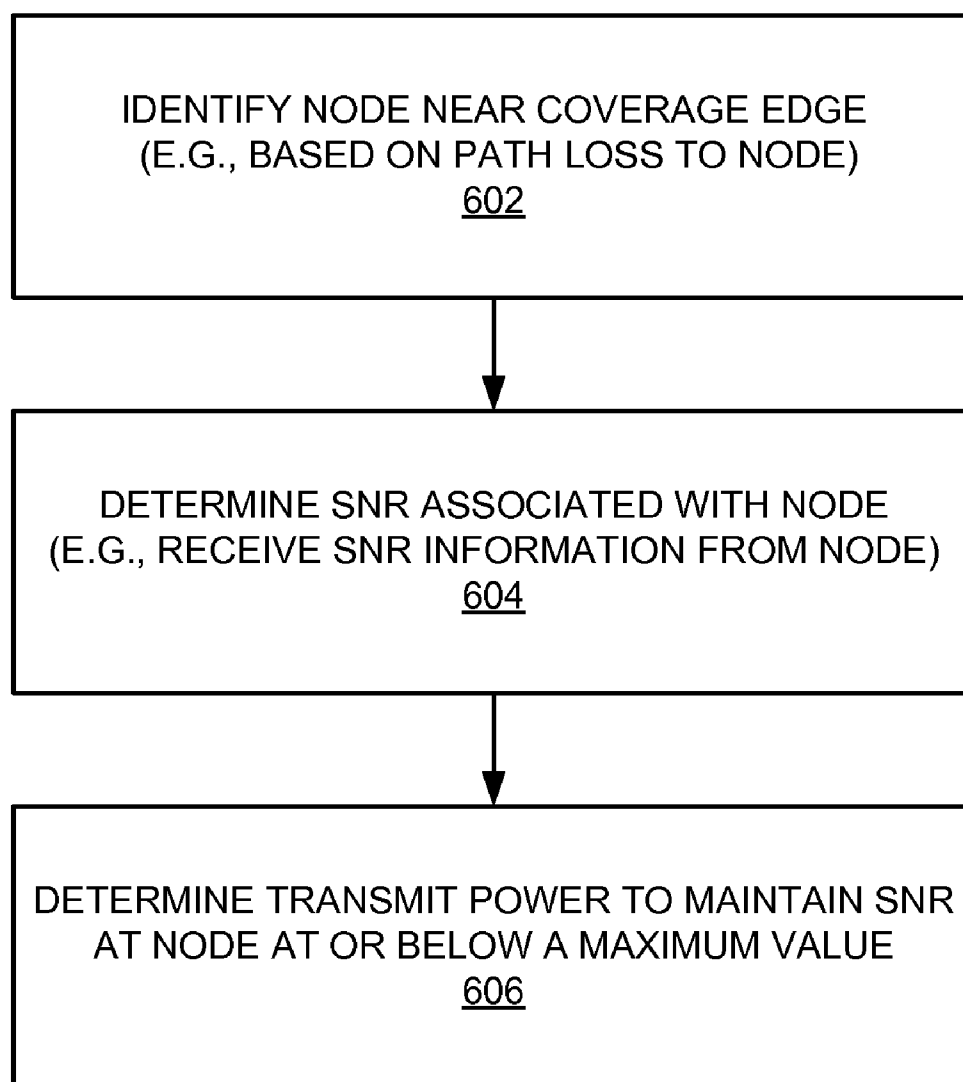 IDENTIFY NODE NEAR COVERAGE EDGE
(E.G., BASED ON PATH LOSS TO NODE)
602
DETERMINE SNR ASSOCIATED WITH NODE
(E.G., RECEIVE SNR INFORMATION FROM NODE)
604
DETERMINE TRANSMIT POWER TO MAINTAIN SNR
AT NODE AT OR BELOW A MAXIMUM VALUE
606